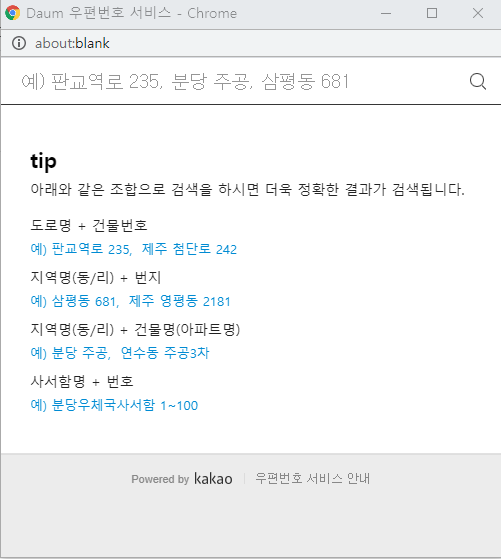 Daum 우편번호 서비스 - Chrome
about:blank
예) 판교역로 235, 분당 주공, 삼평동 681
tip
아래와 같은 조합으로 검색을 하시면 더욱 정확한 결과가 검색됩니다.
도로명 + 건물번호
예) 판교역로 235, 제주 첨단로 242
지역명(동/리) + 번지
예) 삼평동 681, 제주 영평동 2181
지역명(동/리) + 건물명(아파트명)
예) 분당 주공, 연수동 주공3차
사서함명 + 번호
예) 분당우체국사서함 1~100
Powered by kakao 우편번호 서비스 안내